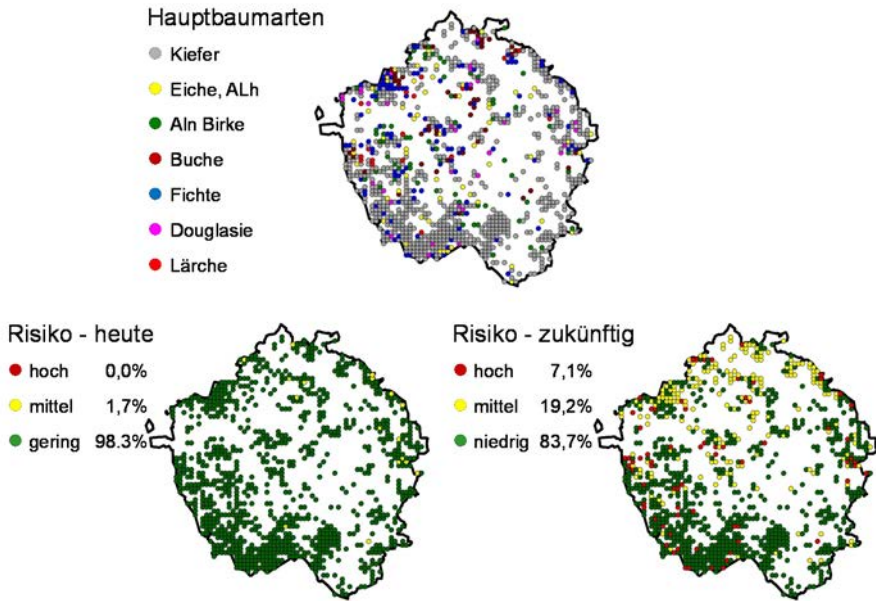 Hauptbaumarten
Kiefer
Eiche, ALh
Aln Birke
Buche
Fichte
Douglasie
Lärche
Risiko - heute
hoch 0,0%
mittel 1,7%
gering 98.3%
Risiko - zukünftig
hoch 7,1%
mittel 19,2%
niedrig 83,7%